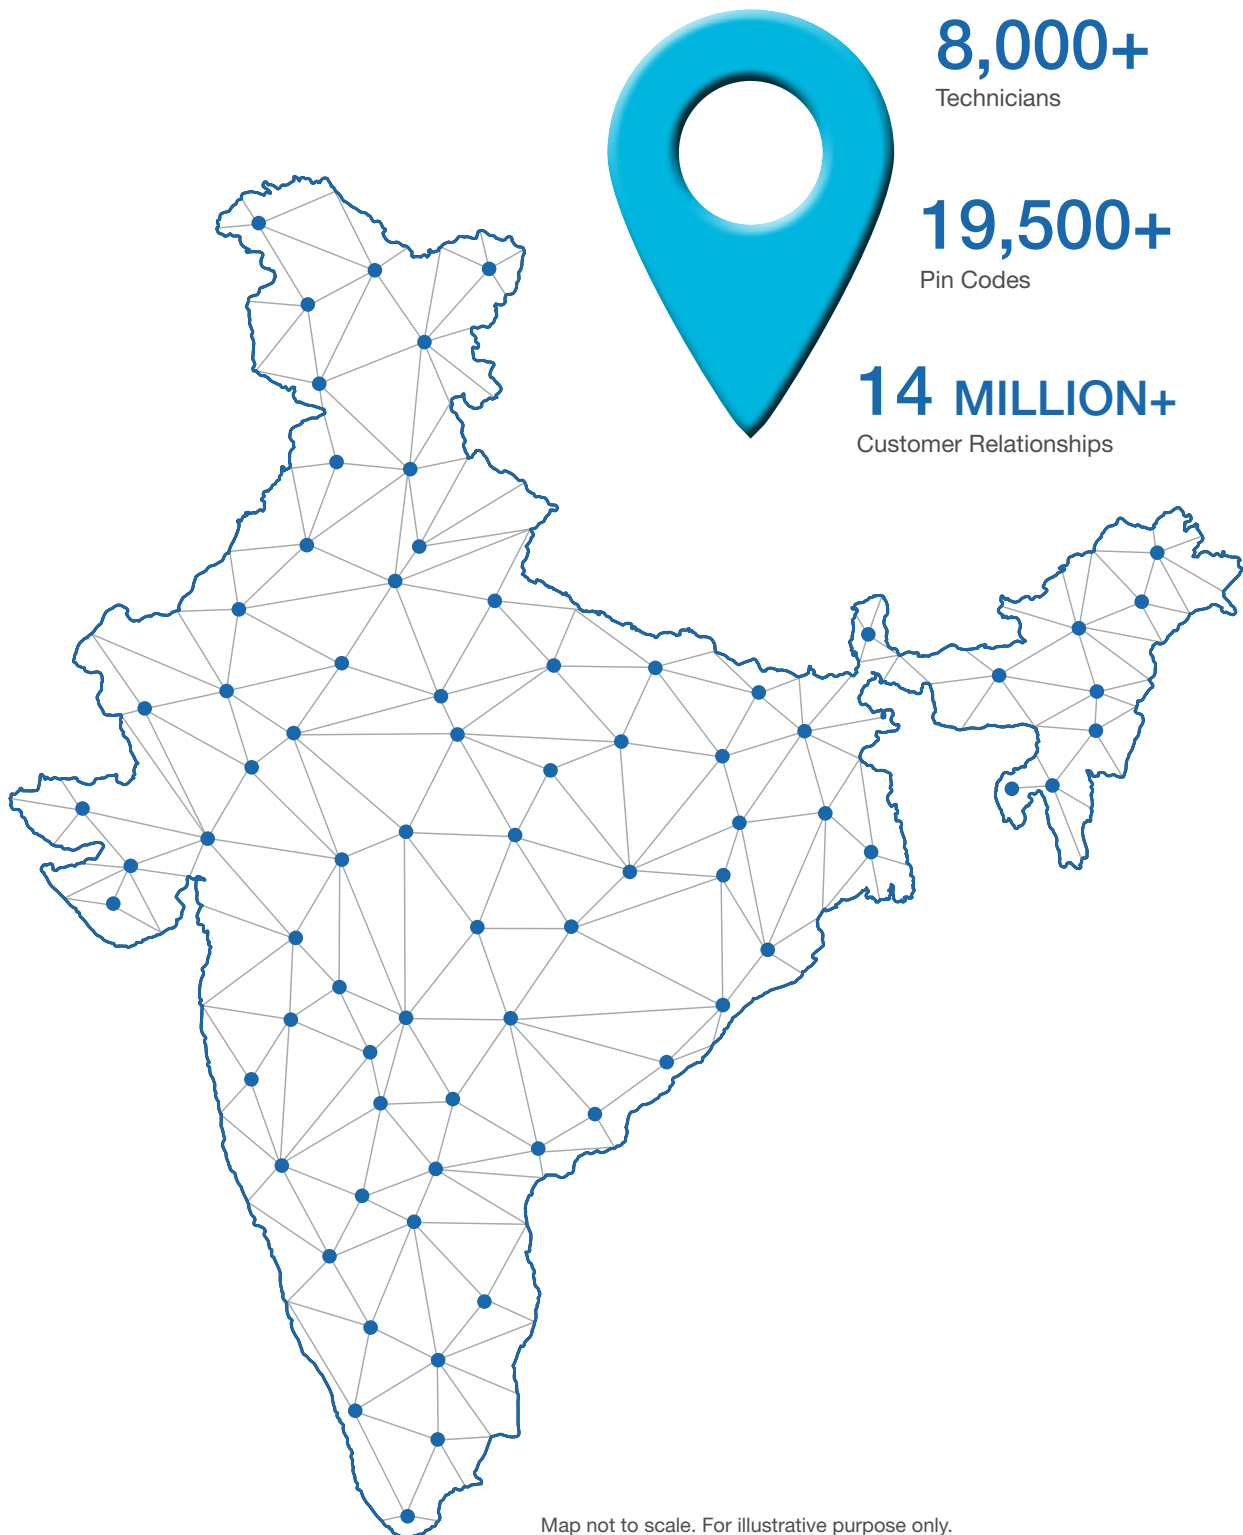 8,000+
Technicians
19,500+
Pin Codes
14 MILLION+
Customer Relationships
Map not to scale. For illustrative purpose only.